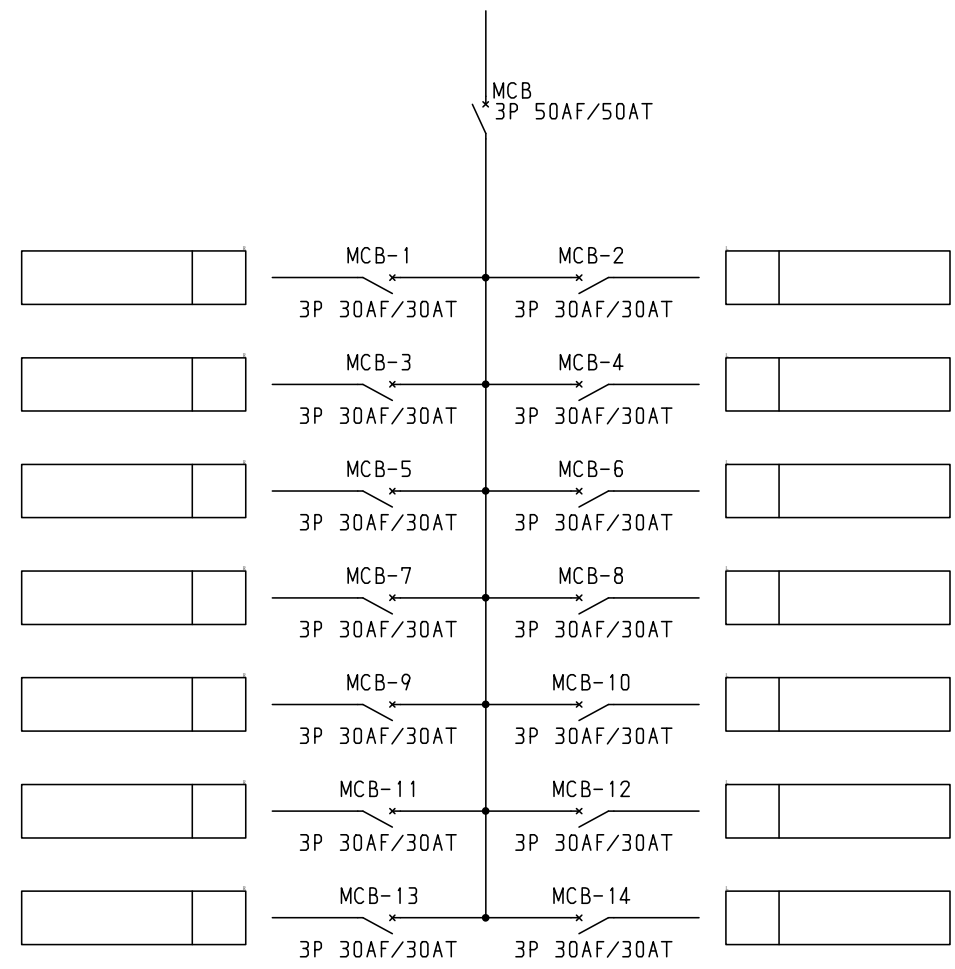 MCB
3P 50AF/50AT
MCB-1 MCB-2
3P 30AF/30AT 3P 30AF/30AT
MCB-3 MCB-4
3P 30AF/30AT 3P 30AF/30AT
MCB-5 MCB-6
3P 30AF/30AT 3P 30AF/30AT
MCB-7 MCB-8
3P 30AF/30AT 3P 30AF/30AT
MCB-9 MCB-10
3P 30AF/30AT 3P 30AF/30AT
MCB-11 MCB-12
3P 30AF/30AT 3P 30AF/30AT
MCB-13 MCB-14
3P 30AF/30AT 3P 30AF/30AT